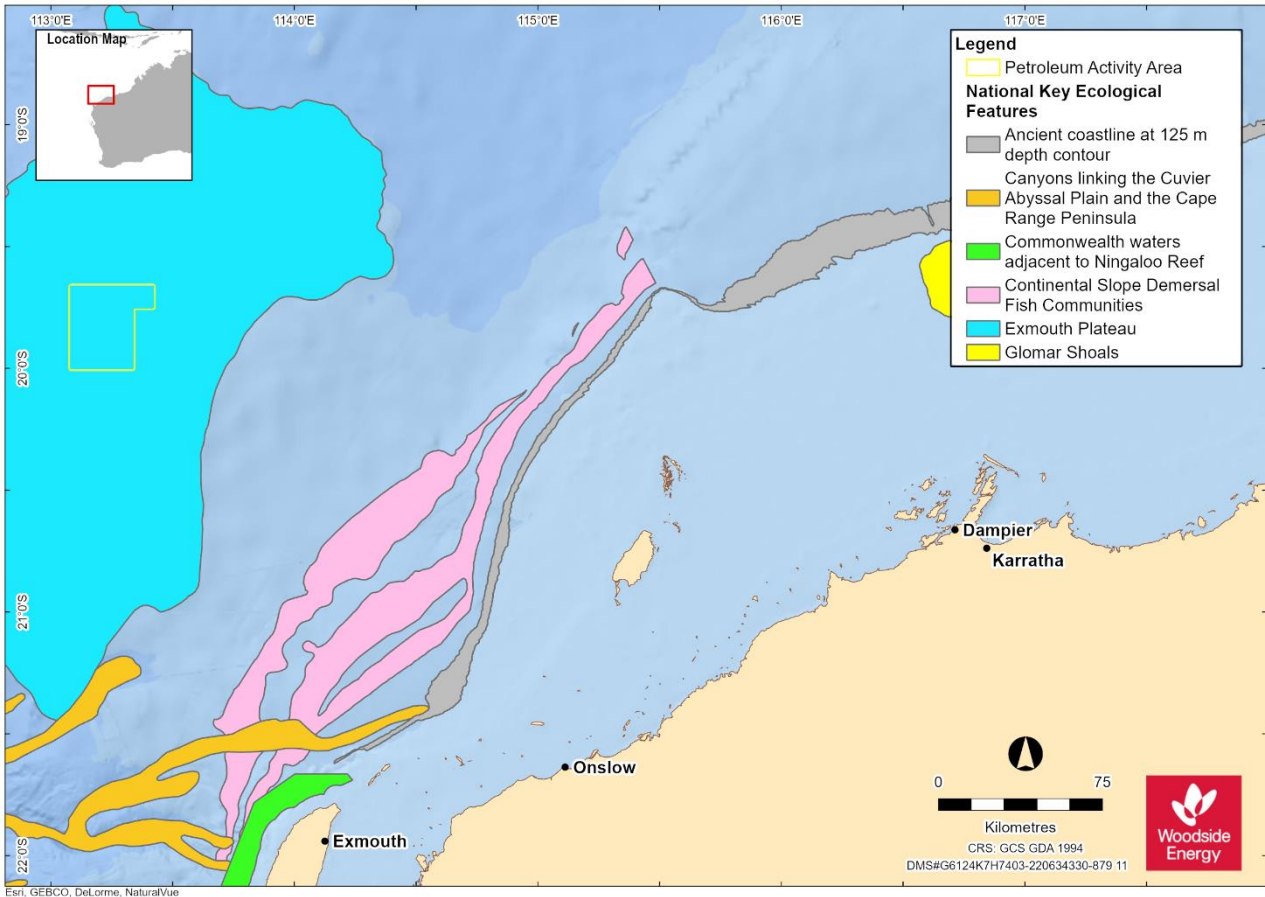 113°0'E
114°0'E
115°0'E
116°0'E
117°0'E
Location Map
19°0'S
20°0'S
21°0'S
22°0'S
Legend
Petroleum Activity Area
National Key Ecological
Features
Ancient coastline at 125 m
depth contour
Canyons linking the Cuvier
Abyssal Plain and the Cape
Range Peninsula
Commonwealth waters
adjacent to Ningaloo Reef
Continental Slope Demersal
Fish Communities
Exmouth Plateau
Glomar Shoals
Dampier
Karratha
Onslow
Exmouth
0 75
Kilometres
CRS: GCS GDA 1994
DMS#G6124K7H7403-220634330-879 11
Woodside
Energy
Esri, GEBCO, DeLorme, NaturalVue